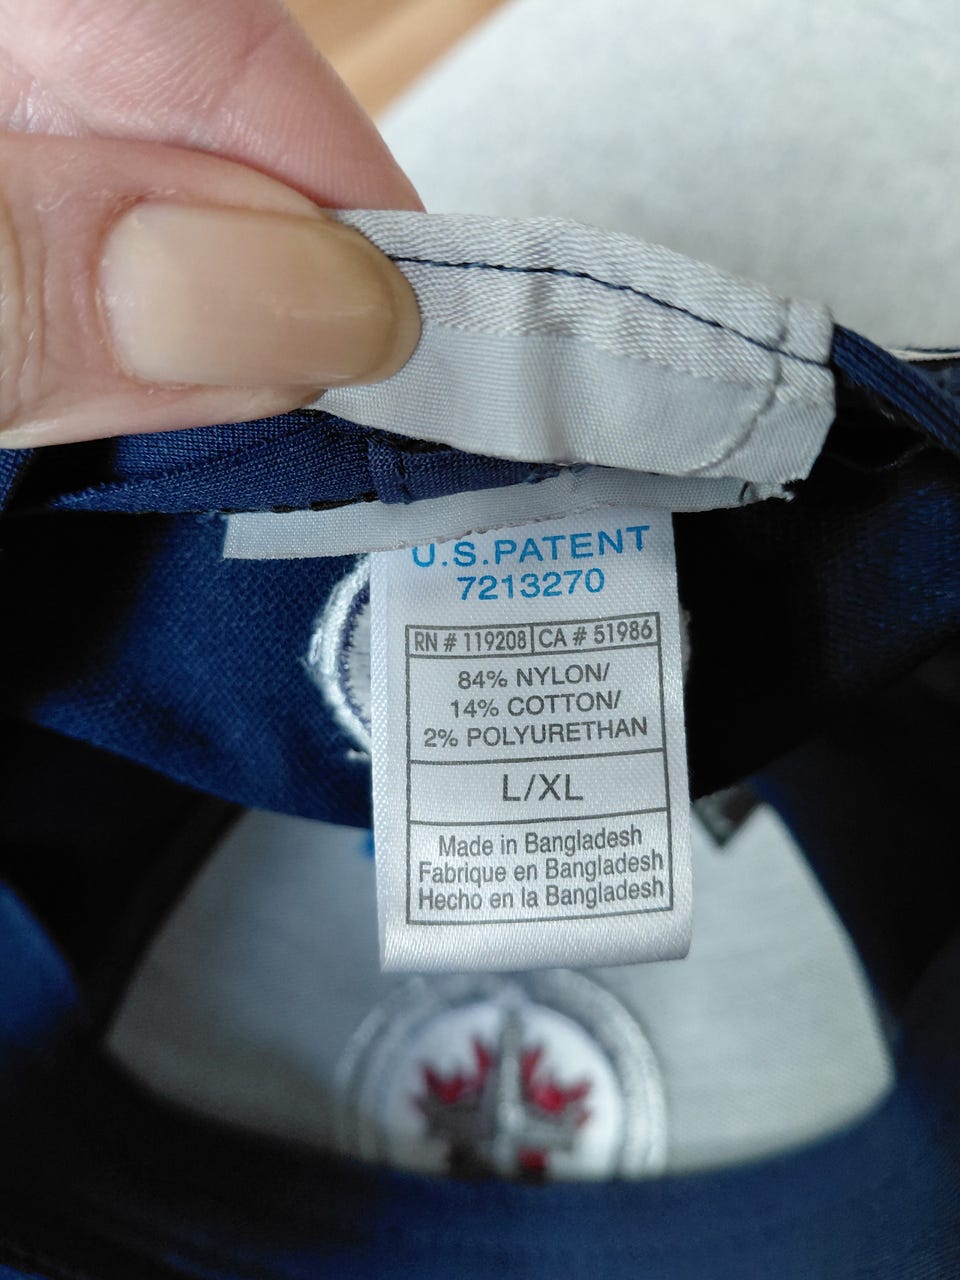 U.S.PATENT
7213270
RN # 119208 CA # 51986
84% NYLON/
14% COTTON/
2% POLYURETHAN
L/XL
Made in Bangladesh
Fabrique en Bangladesh
Hecho en la Bangladesh